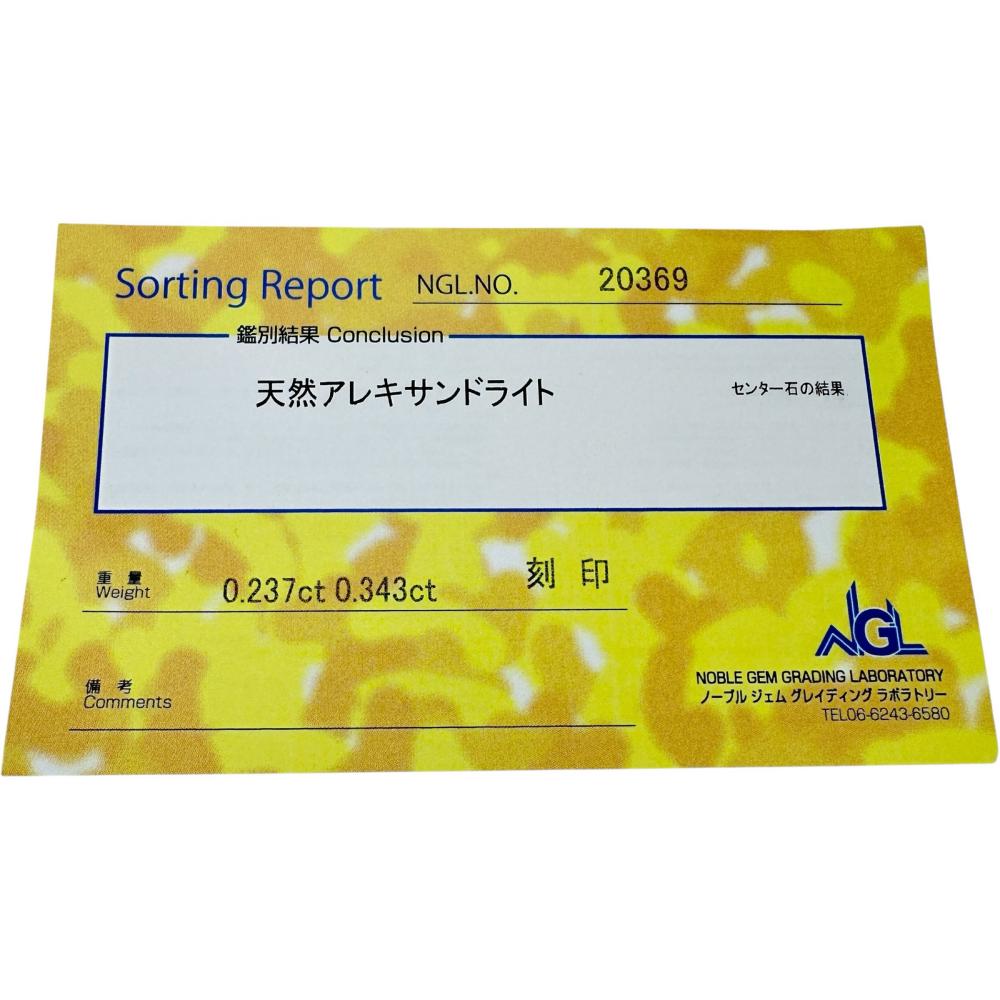 Sorting Report NGL.NO. 20369
鑑別結果 Conclusion
天然アレキサンドライト センター石の結果
重量
Weight 0.237ct 0.343ct 刻印
NGL
備考
Comments
NOBLE GEM GRADING LABORATORY
ノーブル ジェム グレイディング ラボラトリー
TEL06-6243-6580